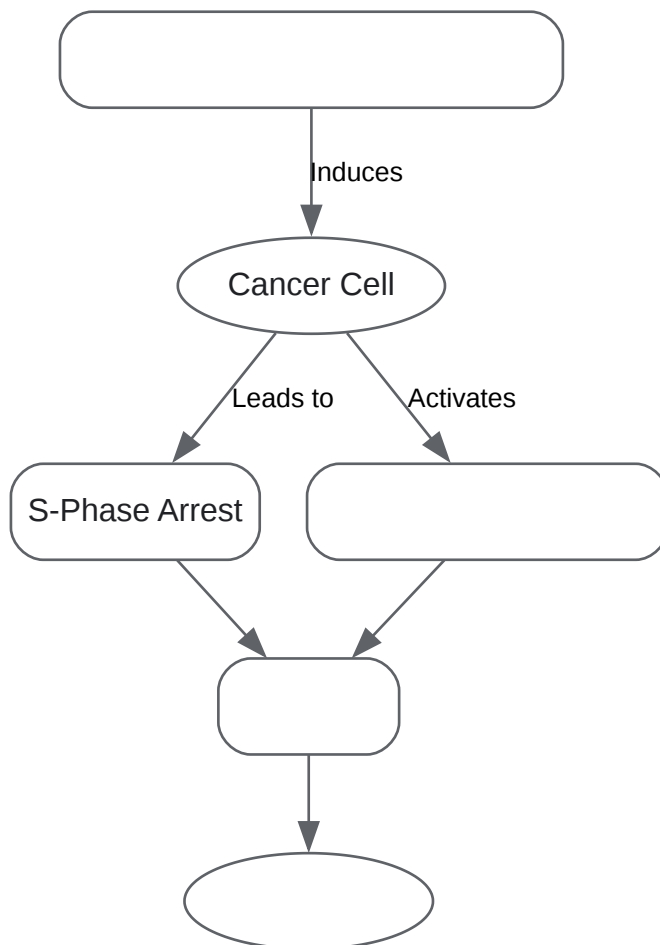 Induces
Cancer Cell
Leads to
Activates
S-Phase Arrest